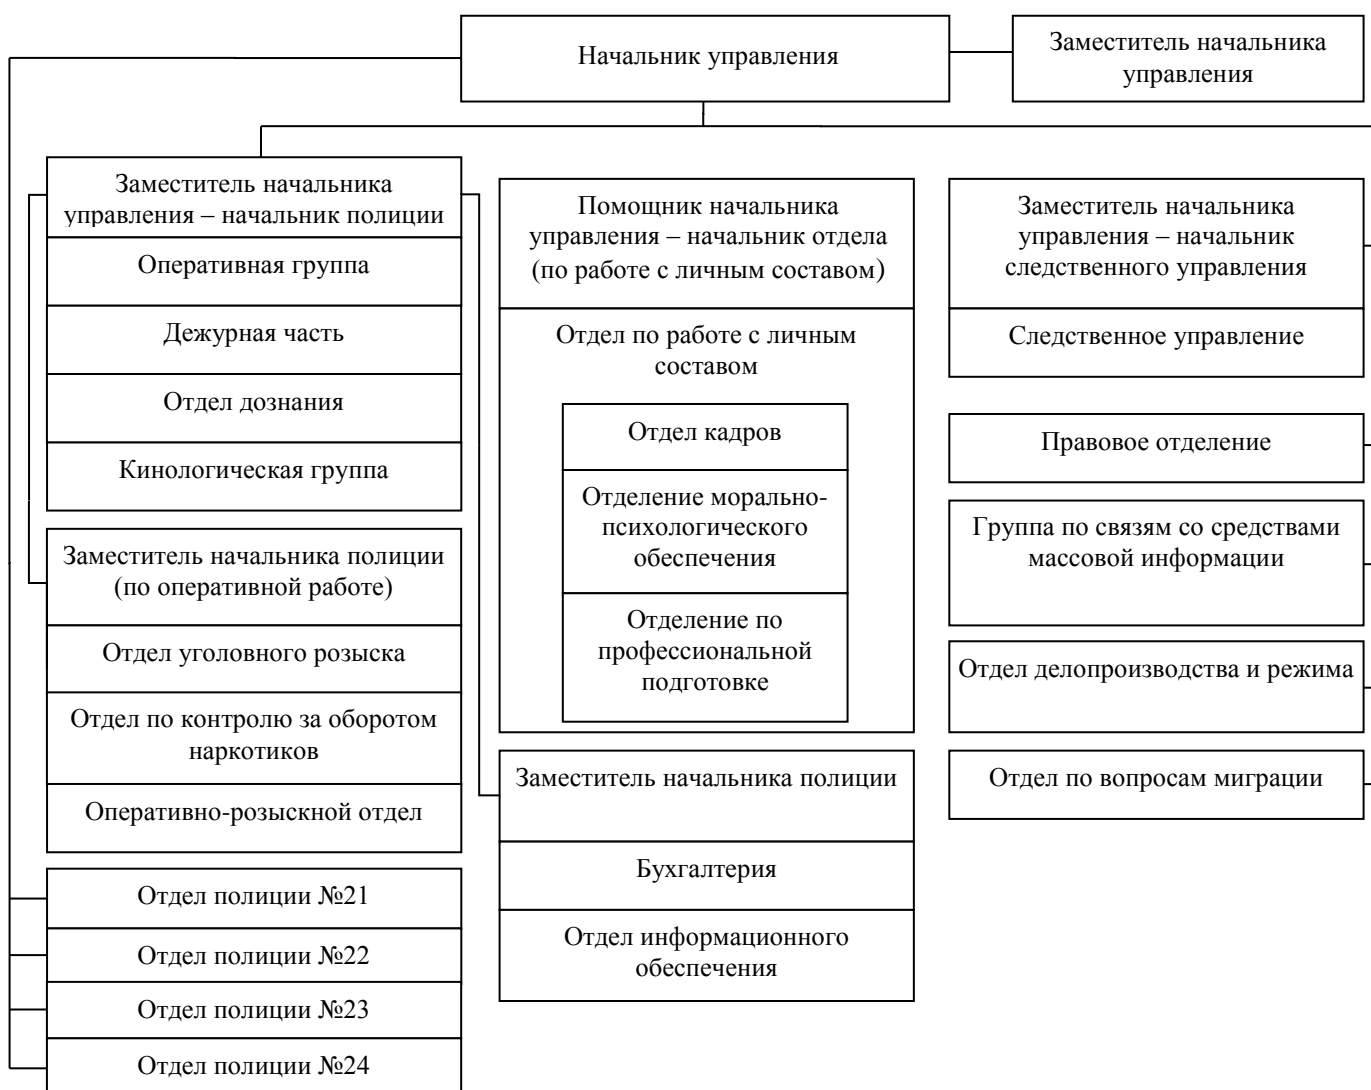 Начальник управления
Заместитель начальника
управления
Заместитель начальника
управления – начальник полиции
Оперативная группа
Дежурная часть
Отдел дознания
Кинологическая группа
Заместитель начальника полиции
(по оперативной работе)
Отдел уголовного розыска
Отдел по контролю за оборотом
наркотиков
Оперативно-розыскной отдел
Отдел полиции №21
Отдел полиции №22
Отдел полиции №23
Отдел полиции №24
Помощник начальника
управления – начальник отдела
(по работе с личным составом)
Отдел по работе с личным
составом
Отдел кадров
Отделение морально-
психологического
обеспечения
Отделение по
профессиональной
подготовке
Заместитель начальника полиции
Бухгалтерия
Отдел информационного
обеспечения
Заместитель начальника
управления – начальник
следственного управления
Следственное управление
Правовое отделение
Группа по связям со средствами
массовой информации
Отдел делопроизводства и режима
Отдел по вопросам миграции